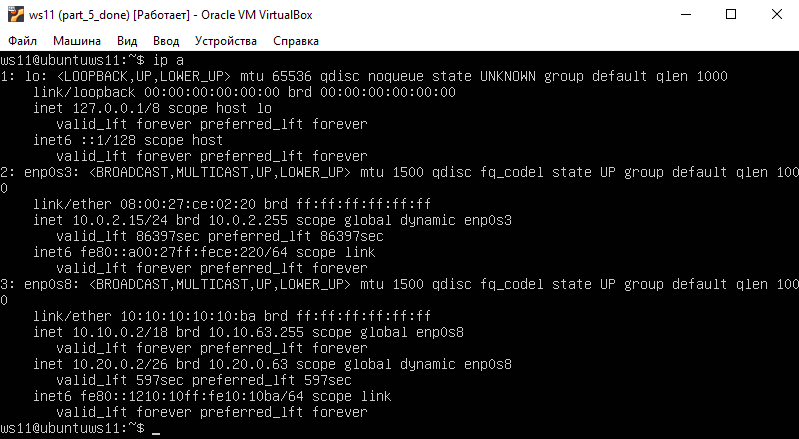 ws11 (part_5_done) [Работает] - Oracle VM VirtualBox
Файл Машина Вид Ввод Устройства Справка
ws11@ubuntuws11:~$ ip a
1: lo: <LOOPBACK,UP,LOWER_UP> mtu 65536 qdisc noqueue state UNKNOWN group default qlen 1000
    link/loopback 00:00:00:00:00:00 brd 00:00:00:00:00:00
    inet 127.0.0.1/8 scope host lo
       valid_lft forever preferred_lft forever
    inet6 ::1/128 scope host
       valid_lft forever preferred_lft forever
2: enp0s3: <BROADCAST,MULTICAST,UP,LOWER_UP> mtu 1500 qdisc fq_codel state UP group default qlen 100
0
    link/ether 08:00:27:ce:02:20 brd ff:ff:ff:ff:ff:ff
    inet 10.0.2.15/24 brd 10.0.2.255 scope global dynamic enp0s3
       valid_lft 86397sec preferred_lft 86397sec
    inet6 fe80::a00:27ff:fece:220/64 scope link
       valid_lft forever preferred_lft forever
3: enp0s8: <BROADCAST,MULTICAST,UP,LOWER_UP> mtu 1500 qdisc fq_codel state UP group default qlen 100
0
    link/ether 10:10:10:10:10:ba brd ff:ff:ff:ff:ff:ff
    inet 10.10.0.2/18 brd 10.10.63.255 scope global enp0s8
       valid_lft forever preferred_lft forever
    inet 10.20.0.2/26 brd 10.20.0.63 scope global dynamic enp0s8
       valid_lft 597sec preferred_lft 597sec
    inet6 fe80::1210:10ff:fe10:10ba/64 scope link
       valid_lft forever preferred_lft forever
ws11@ubuntuws11:~$ _